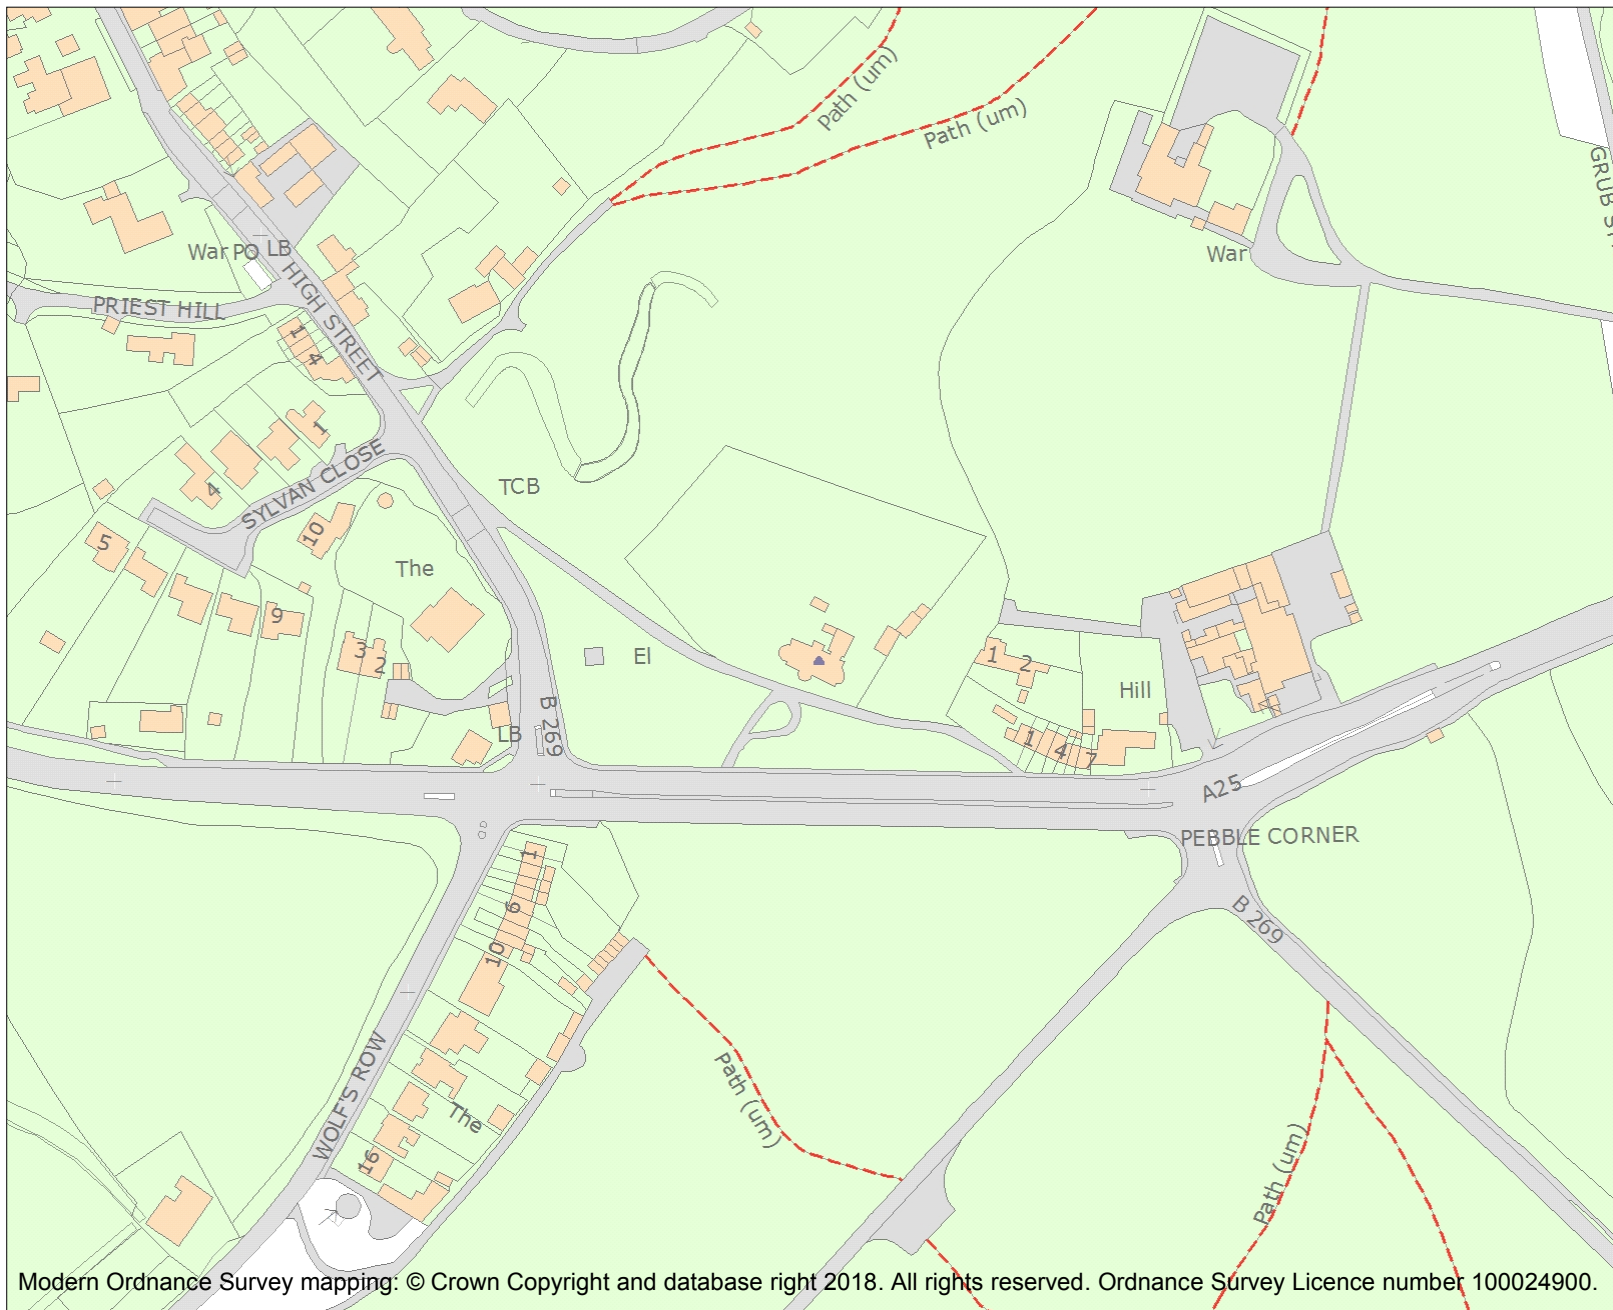 Path (um)
Path (um)
GRUB
War PO LB
War
HIGH STREET
PRIEST HILL
1
4
1
4
SYLVAN CLOSE
TCB
10
5
The
9
3
2
El
1
2
Hill
B 269
LB
1
4
7
A25
PEBBLE CORNER
1
6
B 269
10
WOLF'S ROW
Path (um)
The
Path (um)
16
Modern Ordnance Survey mapping: © Crown Copyright and database right 2018. All rights reserved. Ordnance Survey Licence number 100024900.